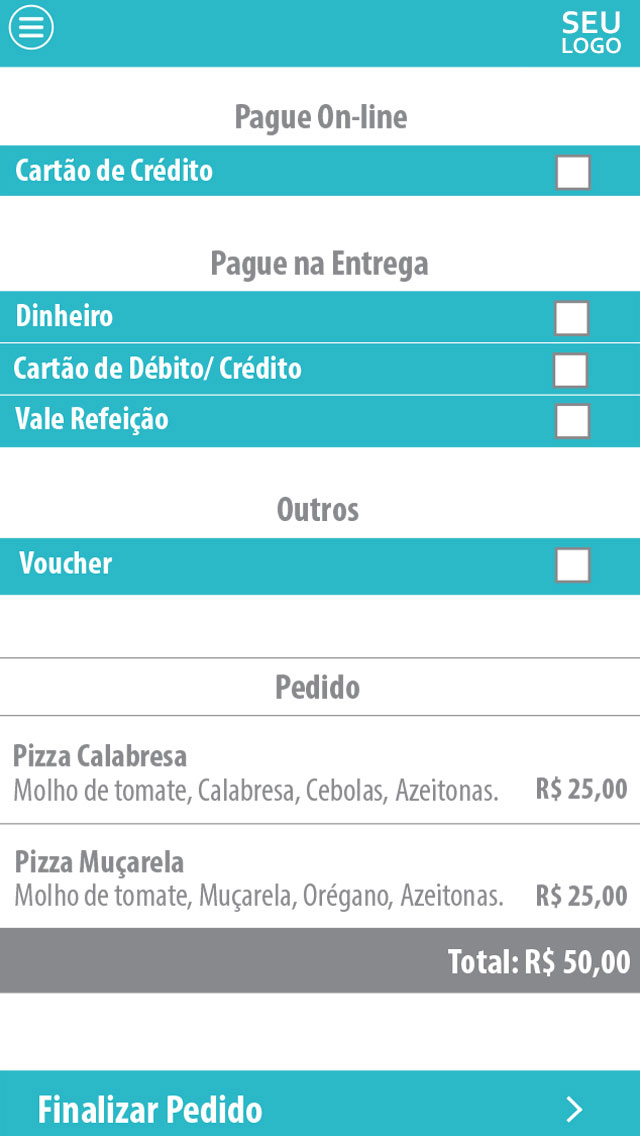 SEU
LOGO
Pague On-line
Cartão de Crédito
Pague na Entrega
Dinheiro
Cartão de Débito/ Crédito
Vale Refeição
Outros
Voucher
Pedido
Pizza Calabresa
Molho de tomate, Calabresa, Cebolas, Azeitonas. R$ 25,00
Pizza Muçarela
Molho de tomate, Muçarela, Orégano, Azeitonas. R$ 25,00
Total: R$ 50,00
Finalizar Pedido